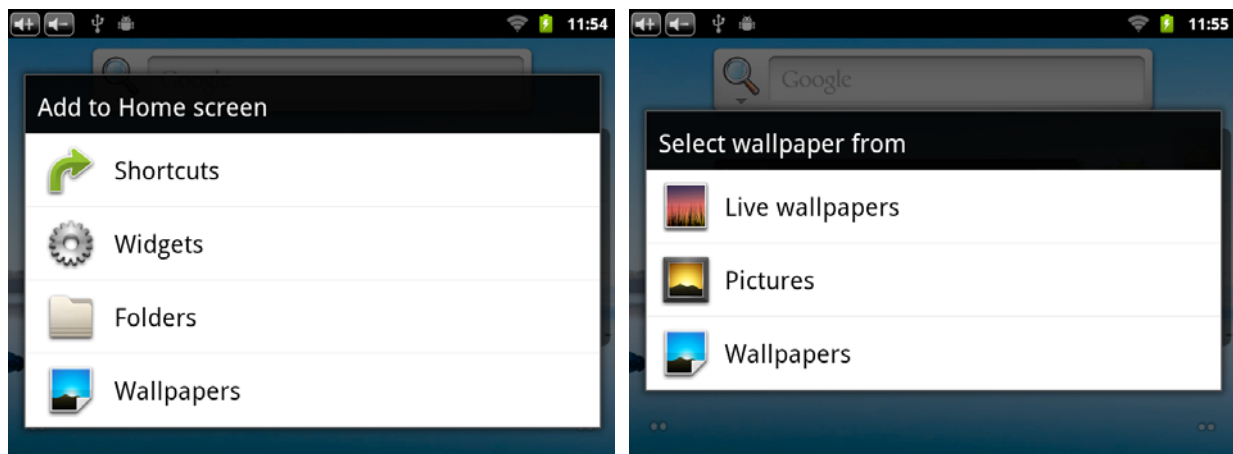 11:54
Google
Add to Home screen
Shortcuts
Widgets
Folders
Wallpapers
11:55
Google
Select wallpaper from
Live wallpapers
Pictures
Wallpapers